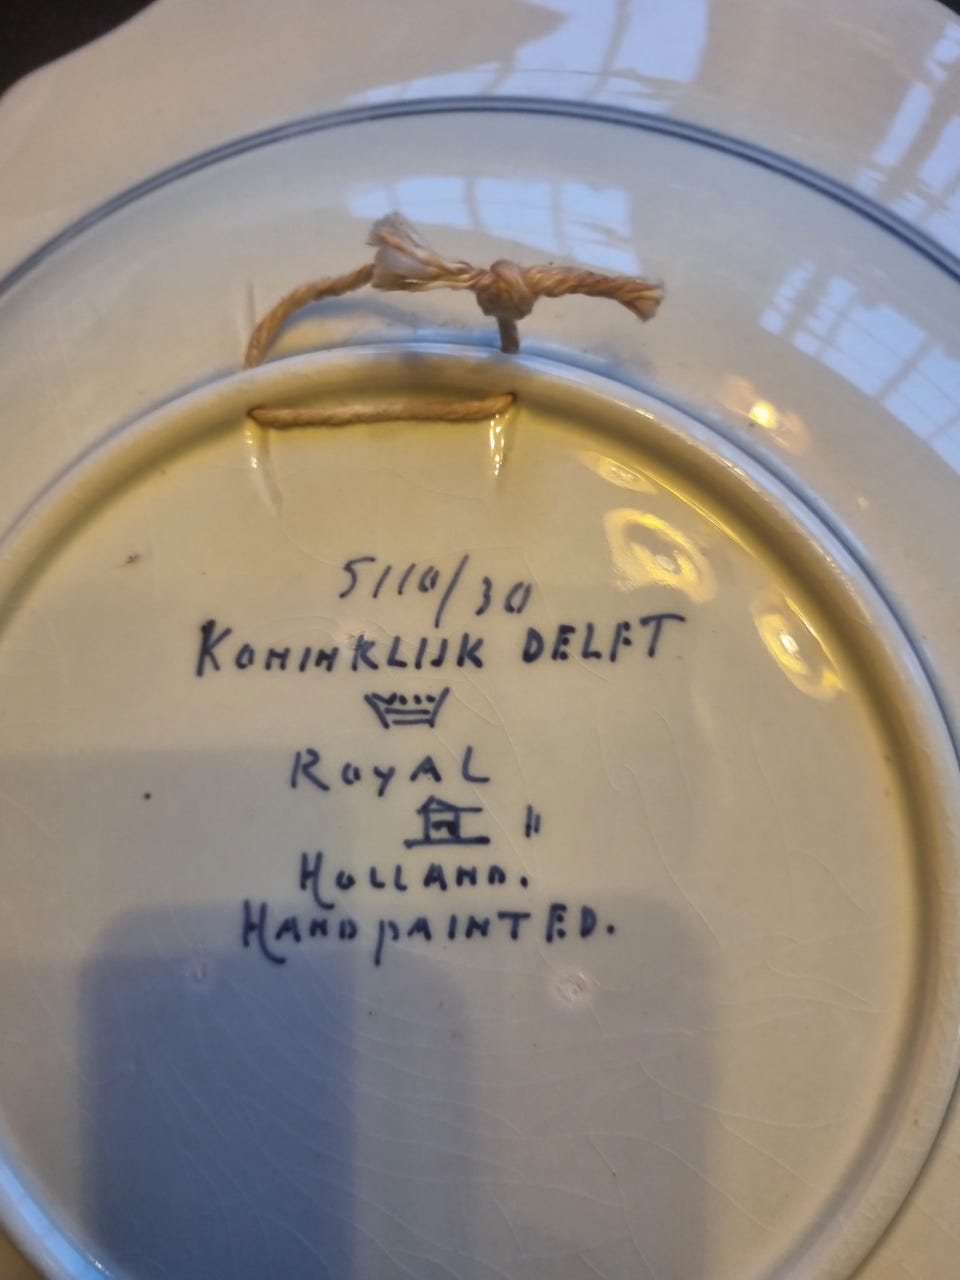 5110/30
KONINKLIJK DELFT
ROYAL
HOLLAND.
HANDPAINTED.